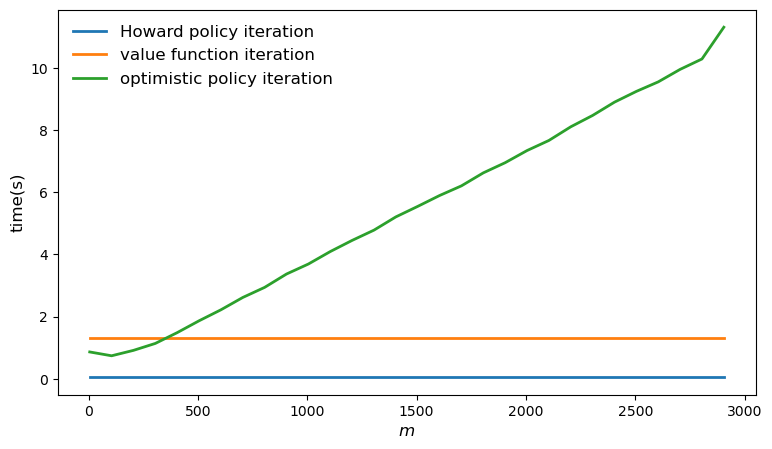 Howard policy iteration
value function iteration
optimistic policy iteration
time(s)
10
8
6
4
2
0
0 500 1000 1500 2000 2500 3000
m